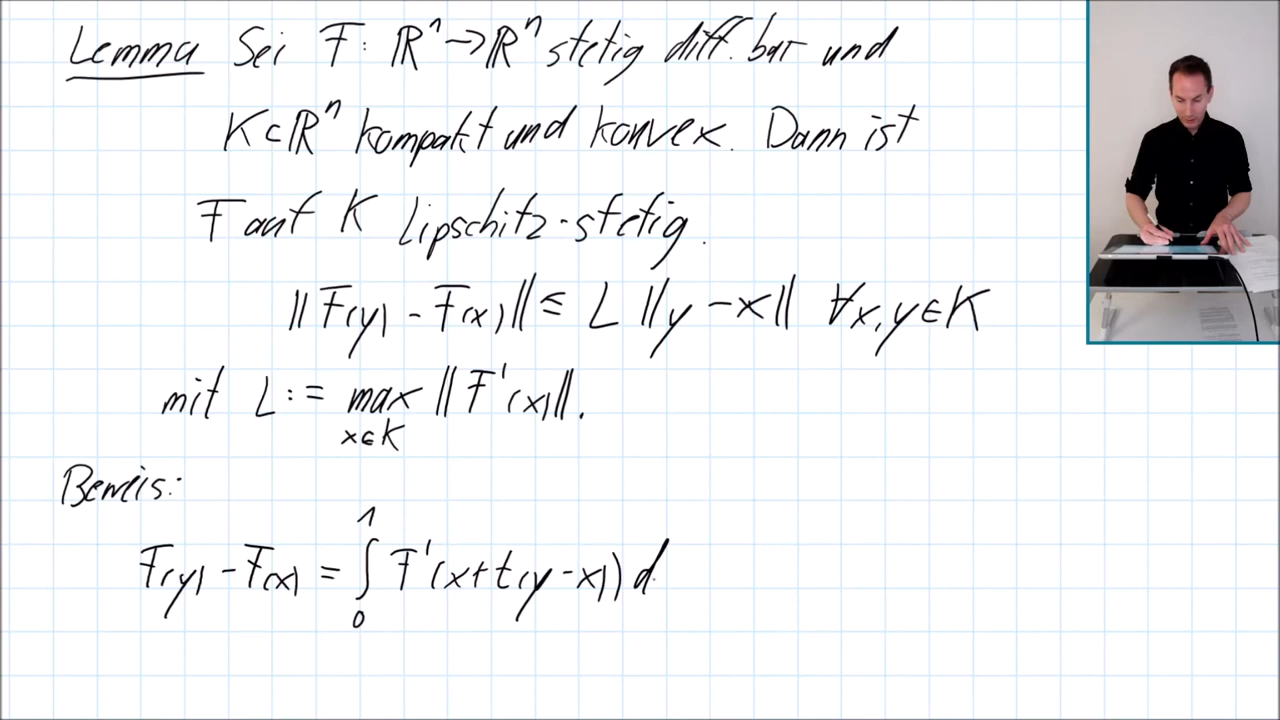 Lemma Sei F: ℝⁿ → ℝⁿ stetig diff.bar und
K ⊂ ℝⁿ kompakt und konvex. Dann ist
F auf K Lipschitz-stetig.
‖F(y) - F(x)‖ ≤ L ‖y - x‖ ∀x,y ∈ K
mit L := max ‖F'(x)‖.
x∈K
Beweis:
F(y) - F(x) = ∫₀¹ F'(x+t(y-x)) d